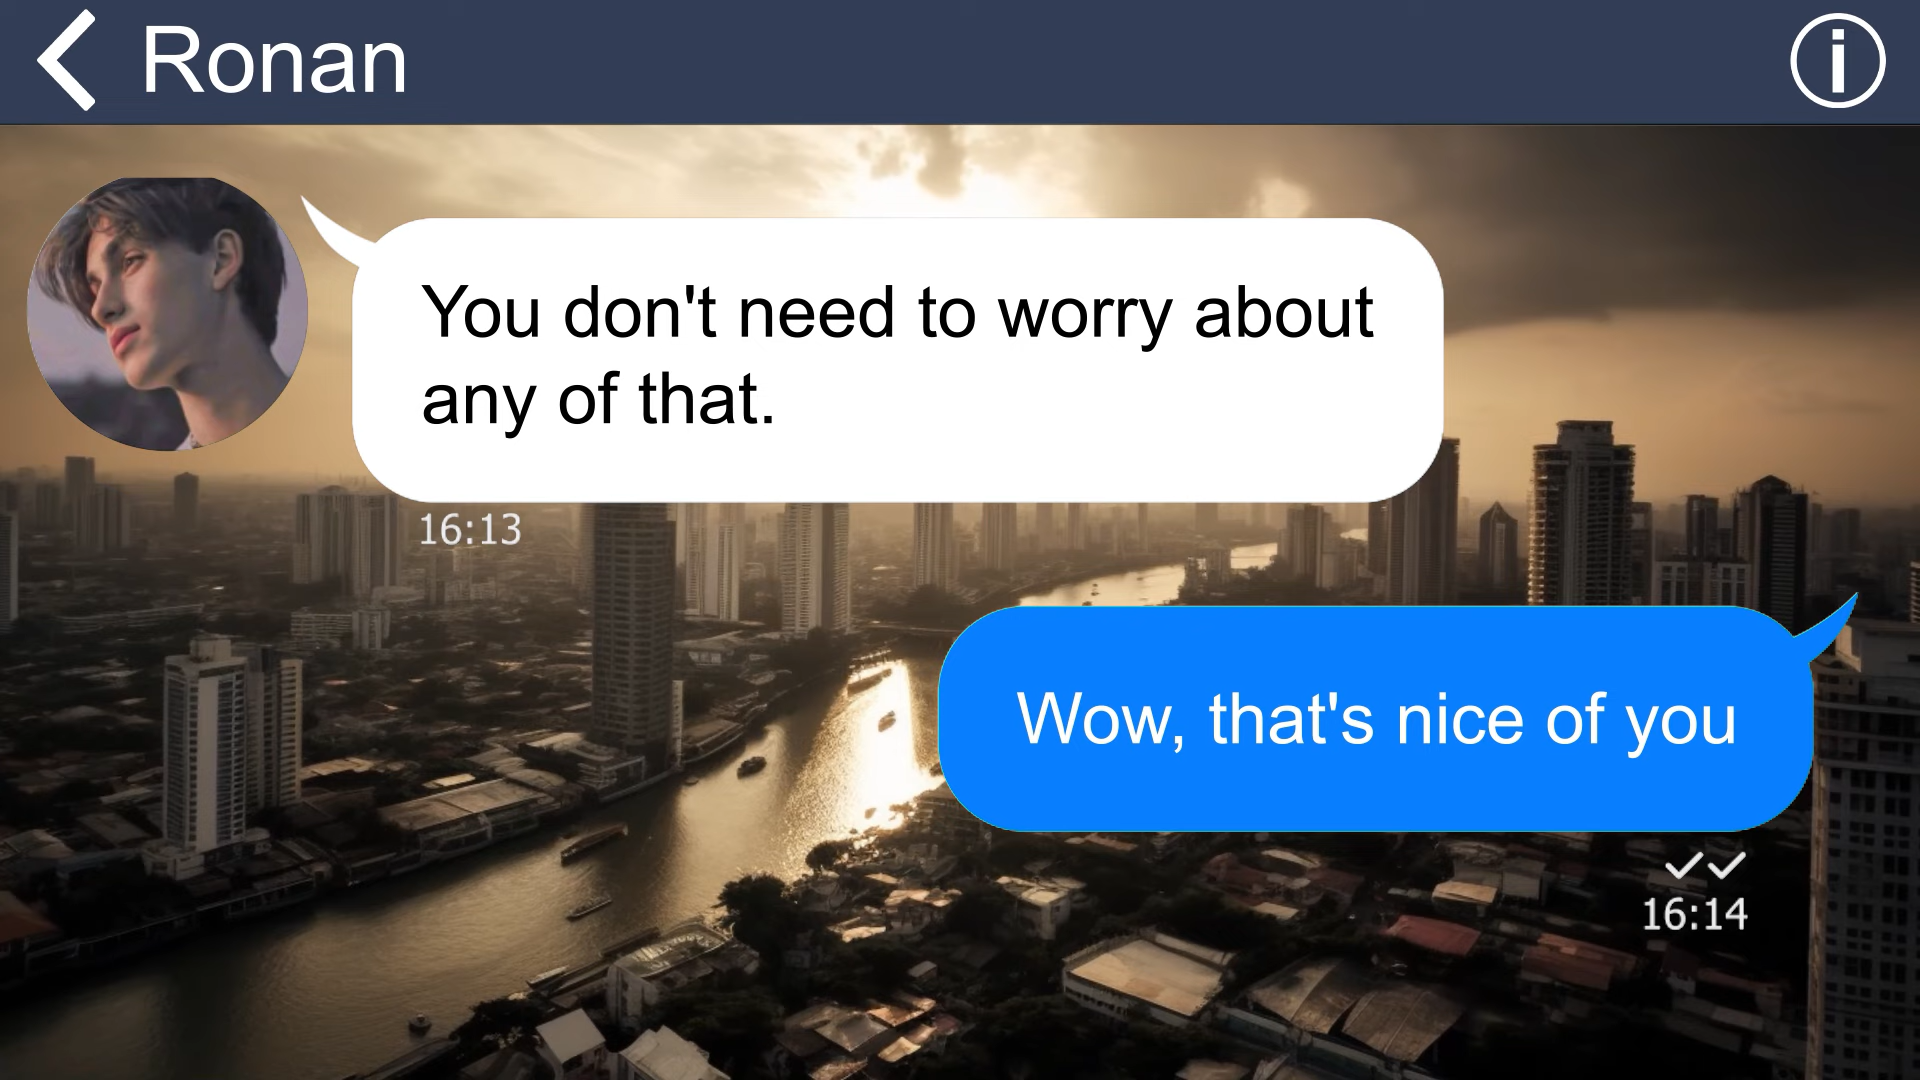 Ronan
You don't need to worry about
any of that.
16:13
Wow, that's nice of you
16:14